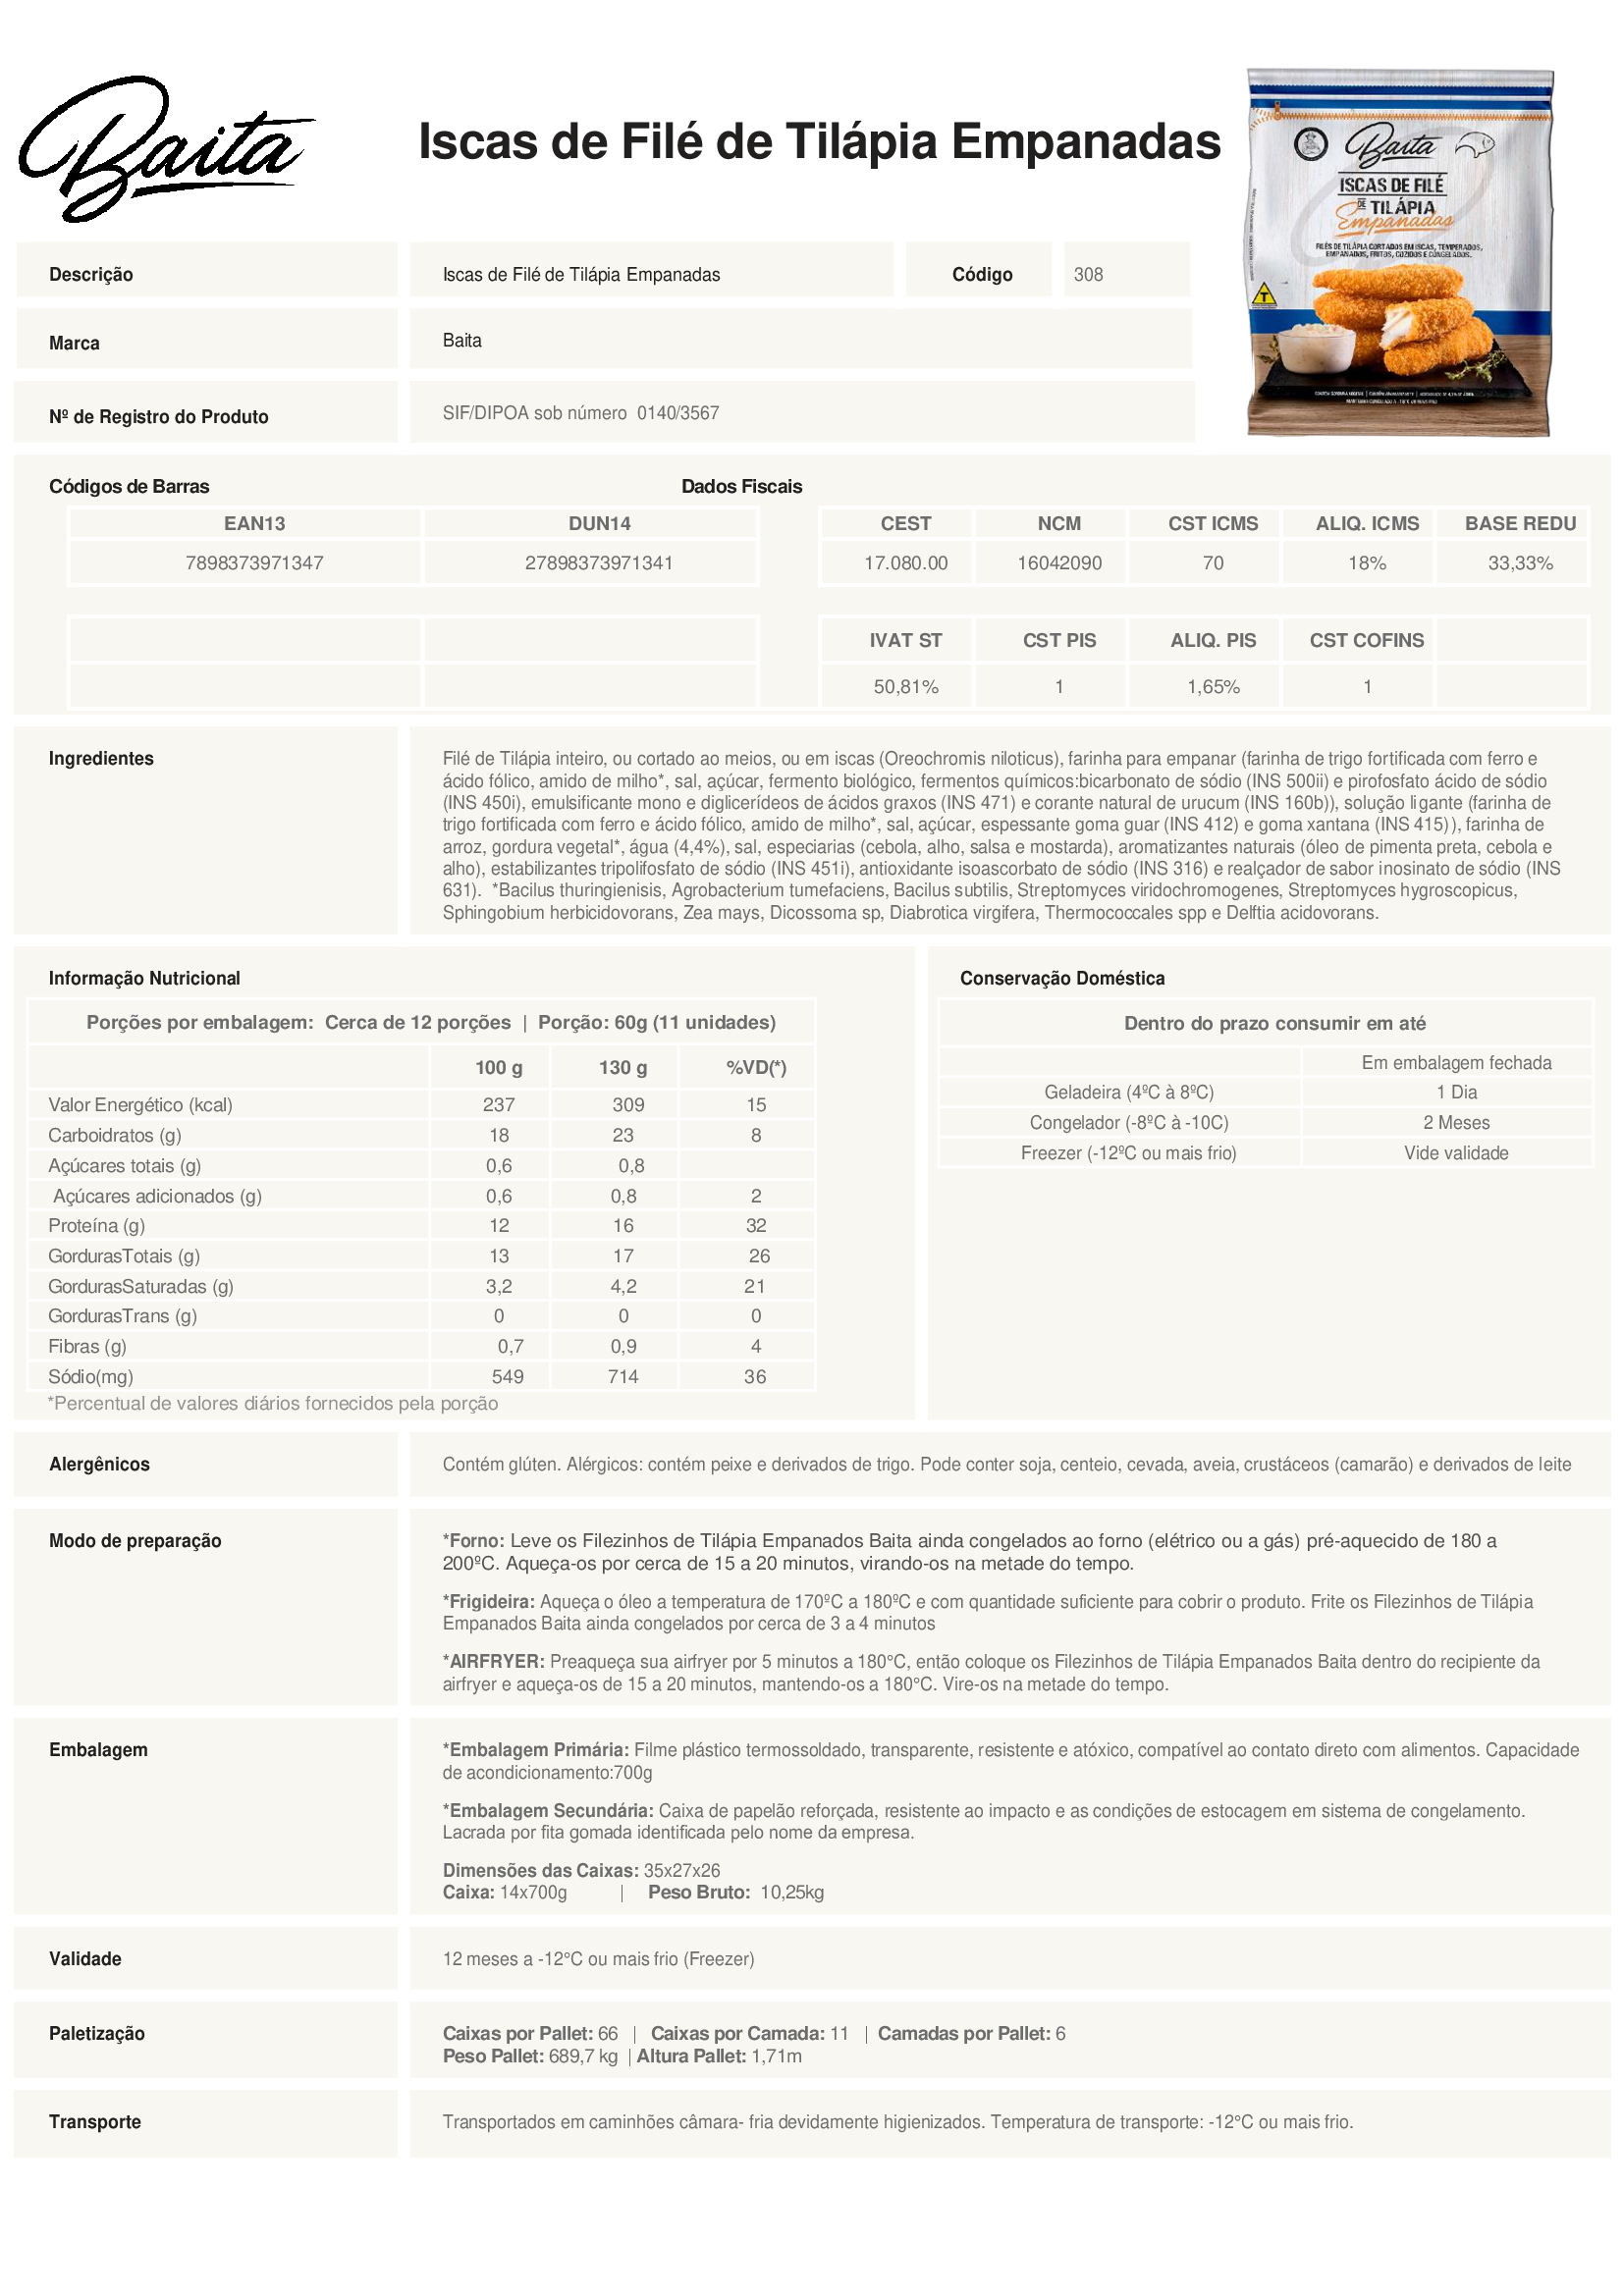 Baita
Iscas de Filé de Tilápia Empanadas
Baita
ISCAS DE FILÉ
DE TILÁPIA
Empanadas
FILÉS DE TILÁPIA CORTADOS EM ISCAS, TEMPERADOS,
EMPANADOS, FRITOS, COZIDOS E CONGELADOS.
T
Descrição
Iscas de Filé de Tilápia Empanadas
Código
308
Marca
Baita
Nº de Registro do Produto
SIF/DIPOA sob número 0140/3567
Códigos de Barras
Dados Fiscais
EAN13 DUN14 CEST NCM CST ICMS ALIQ. ICMS BASE REDU
7898373971347 27898373971341 17.080.00 16042090 70 18% 33,33%
IVAT ST CST PIS ALIQ. PIS CST COFINS
50,81% 1 1,65% 1
Ingredientes
Filé de Tilápia inteiro, ou cortado ao meios, ou em iscas (Oreochromis niloticus), farinha para empanar (farinha de trigo fortificada com ferro e
ácido fólico, amido de milho*, sal, açúcar, fermento biológico, fermentos químicos:bicarbonato de sódio (INS 500ii) e pirofosfato ácido de sódio
(INS 450i), emulsificante mono e diglicerídeos de ácidos graxos (INS 471) e corante natural de urucum (INS 160b)), solução ligante (farinha de
trigo fortificada com ferro e ácido fólico, amido de milho*, sal, açúcar, espessante goma guar (INS 412) e goma xantana (INS 415)), farinha de
arroz, gordura vegetal*, água (4,4%), sal, especiarias (cebola, alho, salsa e mostarda), aromatizantes naturais (óleo de pimenta preta, cebola e
alho), estabilizantes tripolifosfato de sódio (INS 451i), antioxidante isoascorbato de sódio (INS 316) e realçador de sabor inosinato de sódio (INS
631). *Bacilus thuringienisis, Agrobacterium tumefaciens, Bacilus subtilis, Streptomyces viridochromogenes, Streptomyces hygroscopicus,
Sphingobium herbicidovorans, Zea mays, Dicossoma sp, Diabrotica virgifera, Thermococcales spp e Delftia acidovorans.
Informação Nutricional
Porções por embalagem: Cerca de 12 porções | Porção: 60g (11 unidades)
100 g 130 g %VD(*)
Valor Energético (kcal) 237 309 15
Carboidratos (g) 18 23 8
Açúcares totais (g) 0,6 0,8
Açúcares adicionados (g) 0,6 0,8 2
Proteína (g) 12 16 32
GordurasTotais (g) 13 17 26
GordurasSaturadas (g) 3,2 4,2 21
GordurasTrans (g) 0 0 0
Fibras (g) 0,7 0,9 4
Sódio(mg) 549 714 36
*Percentual de valores diários fornecidos pela porção
Conservação Doméstica
Dentro do prazo consumir em até
Em embalagem fechada
Geladeira (4ºC à 8ºC) 1 Dia
Congelador (-8ºC à -10C) 2 Meses
Freezer (-12ºC ou mais frio) Vide validade
Alergênicos
Contém glúten. Alérgicos: contém peixe e derivados de trigo. Pode conter soja, centeio, cevada, aveia, crustáceos (camarão) e derivados de leite
Modo de preparação
*Forno: Leve os Filezinhos de Tilápia Empanados Baita ainda congelados ao forno (elétrico ou a gás) pré-aquecido de 180 a
200ºC. Aqueça-os por cerca de 15 a 20 minutos, virando-os na metade do tempo.
*Frigideira: Aqueça o óleo a temperatura de 170ºC a 180ºC e com quantidade suficiente para cobrir o produto. Frite os Filezinhos de Tilápia
Empanados Baita ainda congelados por cerca de 3 a 4 minutos
*AIRFRYER: Preaqueça sua airfryer por 5 minutos a 180°C, então coloque os Filezinhos de Tilápia Empanados Baita dentro do recipiente da
airfryer e aqueça-os de 15 a 20 minutos, mantendo-os a 180°C. Vire-os na metade do tempo.
Embalagem
*Embalagem Primária: Filme plástico termossoldado, transparente, resistente e atóxico, compatível ao contato direto com alimentos. Capacidade
de acondicionamento:700g
*Embalagem Secundária: Caixa de papelão reforçada, resistente ao impacto e as condições de estocagem em sistema de congelamento.
Lacrada por fita gomada identificada pelo nome da empresa.
Dimensões das Caixas: 35x27x26
Caixa: 14x700g | Peso Bruto: 10,25kg
Validade
12 meses a -12°C ou mais frio (Freezer)
Paletização
Caixas por Pallet: 66 | Caixas por Camada: 11 | Camadas por Pallet: 6
Peso Pallet: 689,7 kg | Altura Pallet: 1,71m
Transporte
Transportados em caminhões câmara- fria devidamente higienizados. Temperatura de transporte: -12°C ou mais frio.